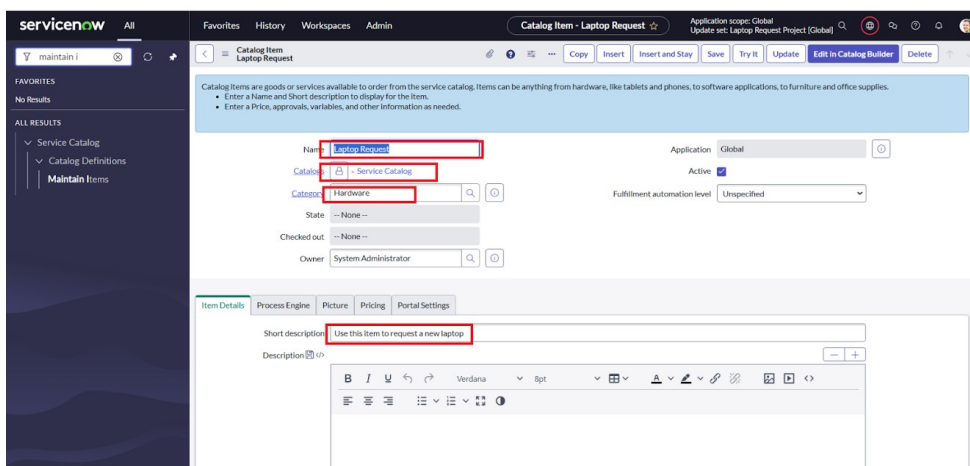 servicenow All Favorites History Workspaces Admin Catalog Item - Laptop Request Application scope: Global
Update set: Laptop Request Project [Global]
maintain i
Catalog Item
Laptop Request
Copy Insert Insert and Stay Save Try It Update Edit in Catalog Builder Delete
FAVORITES
No Results
ALL RESULTS
Service Catalog
Catalog Definitions
Maintain Items
Catalog items are goods or services available to order from the service catalog. Items can be anything from hardware, like tablets and phones, to software applications, to furniture and office supplies.
• Enter a Name and Short description to display for the item.
• Enter a Price, approvals, variables, and other information as needed.
Name Laptop Request Application Global
Catalogs Service Catalog Active
Category Hardware Fulfillment automation level Unspecified
State -- None --
Checked out -- None --
Owner System Administrator
Item Details Process Engine Picture Pricing Portal Settings
Short description Use this item to request a new laptop
Description
B I U Verdana 8pt A